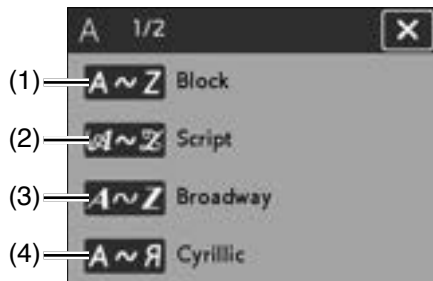 A 1/2 X
(1) A ~ Z Block
(2) A ~ Z Script
(3) A ~ Z Broadway
(4) A ~ Я Cyrillic